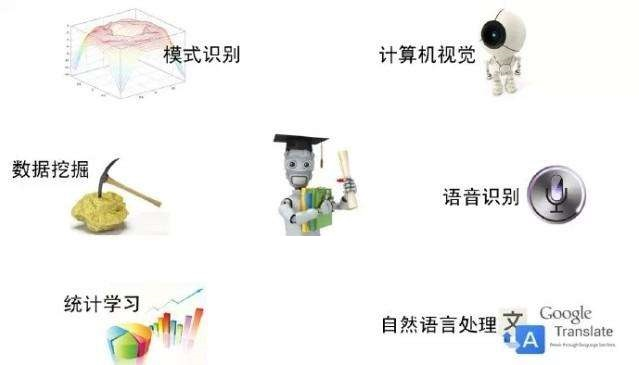 模式识别
计算机视觉
数据挖掘
语音识别
统计学习
自然语言处理
文
A
Google
Translate